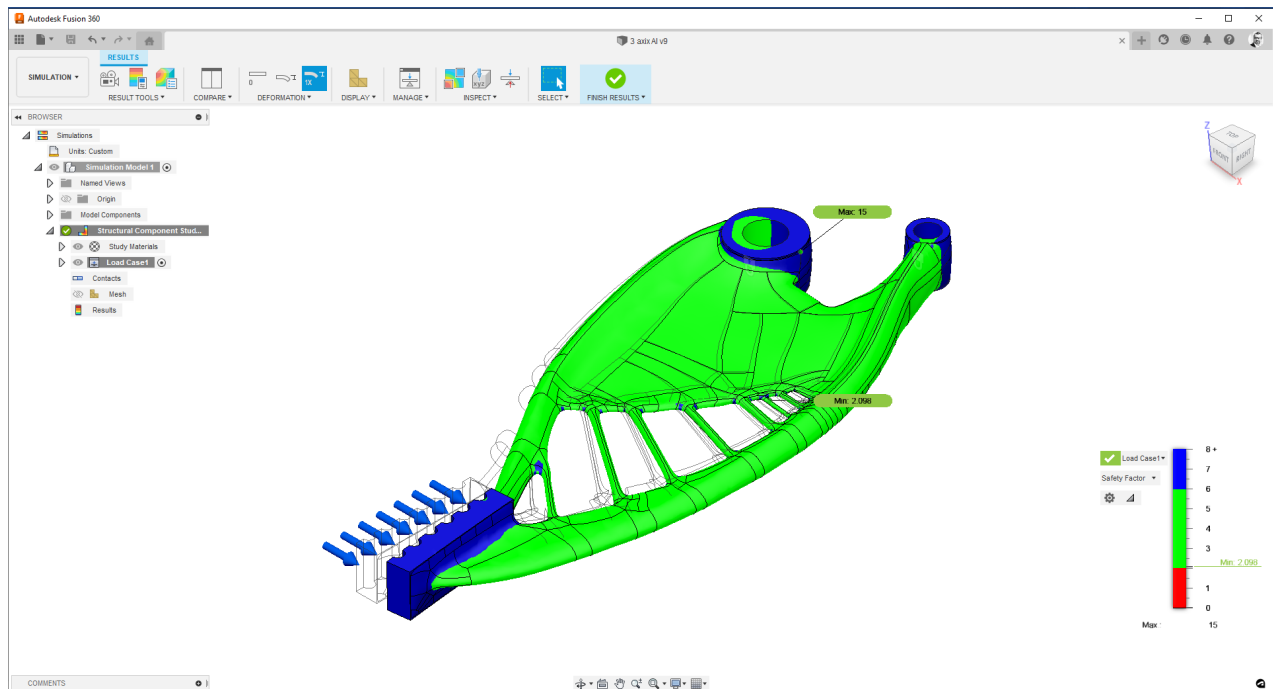 Autodesk Fusion 360
3 axix AI v9
RESULTS
SIMULATION
RESULT TOOLS
COMPARE
DEFORMATION
DISPLAY
MANAGE
INSPECT
SELECT
FINISH RESULTS
BROWSER
Simulations
Units: Custom
Simulation Model 1
Named Views
Origin
Model Components
Structural Component Stud...
Study Materials
Load Case1
Contacts
Mesh
Results
TOP
FRONT
RIGHT
Z
X
Max: 15
Min: 2.098
Load Case1
Safety Factor
8 +
7
6
5
4
3
Min: 2.098
1
0
Max : 15
COMMENTS